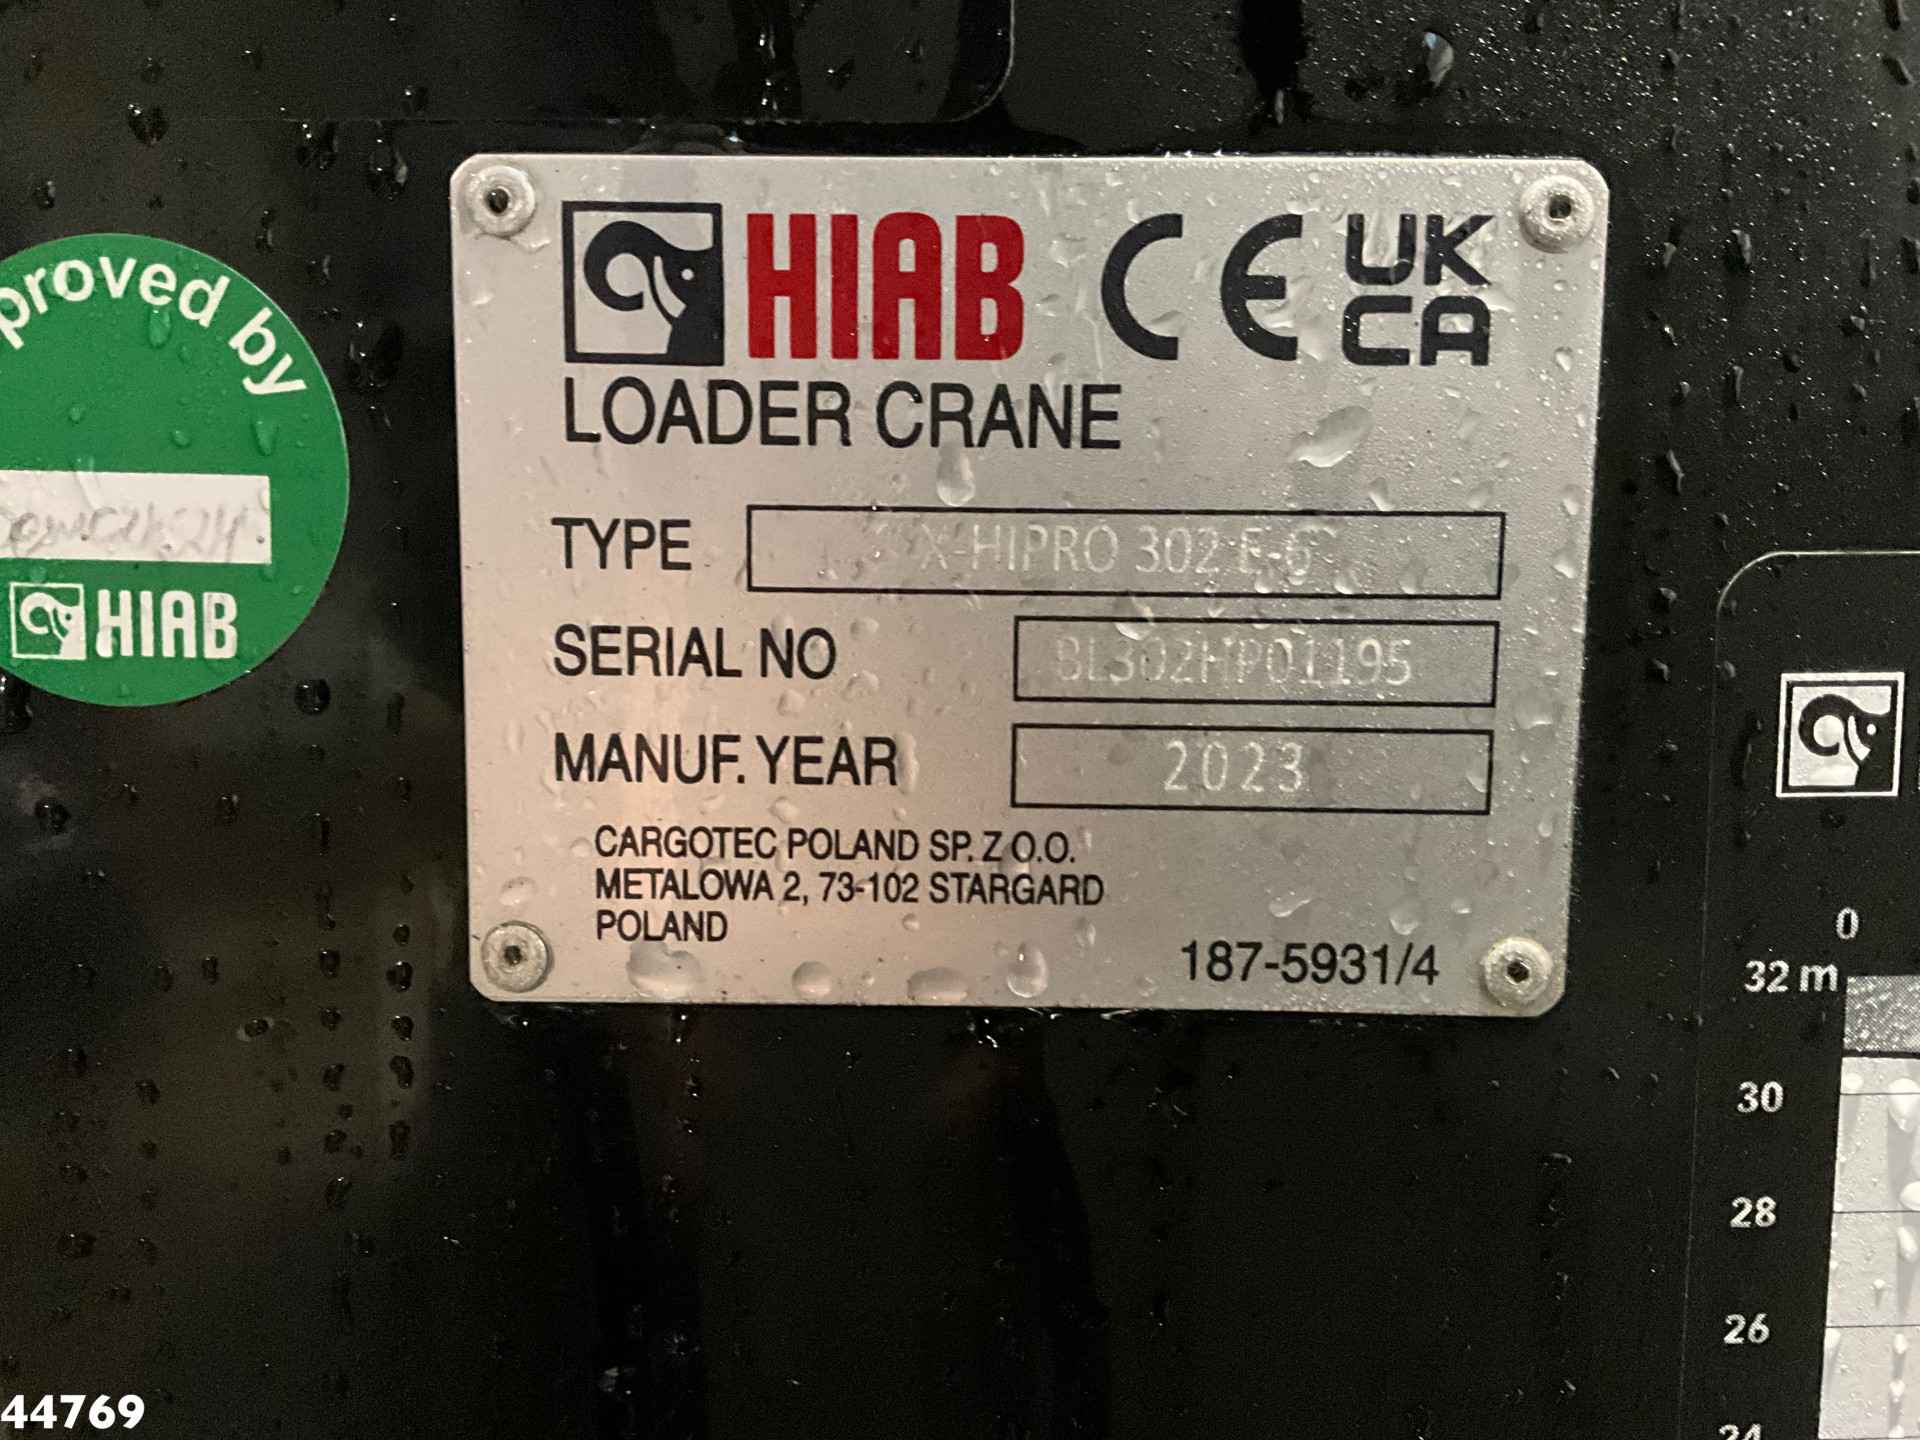 proved by
HIAB
HIAB CE UK
CA
LOADER CRANE
TYPE X-HIPRO 302 E-6
SERIAL NO BL302HP01195
MANUF. YEAR 2023
CARGOTEC POLAND SP. Z O.O.
METALOWA 2, 73-102 STARGARD
POLAND
187-5931/4
0
32 m
30
28
26
24
44769